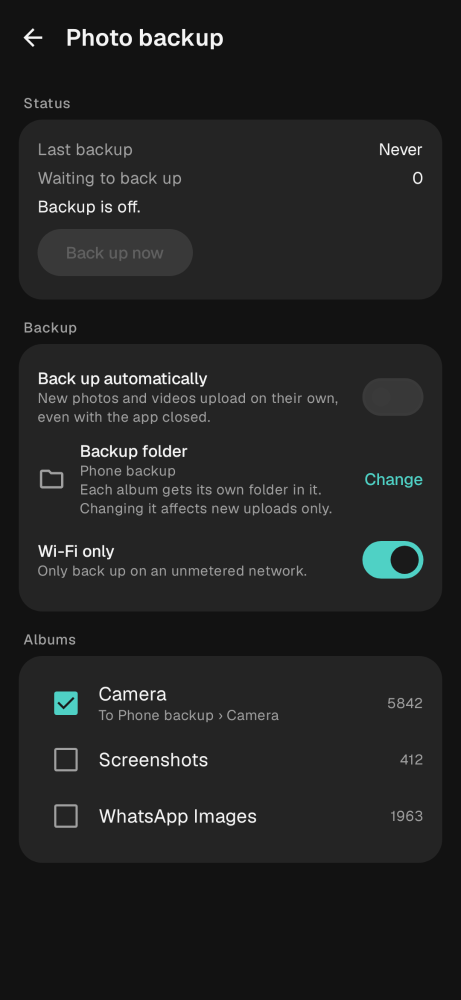 Photo backup
Status
Last backup Never
Waiting to back up 0
Backup is off.
Back up now
Backup
Back up automatically
New photos and videos upload on their own,
even with the app closed.
Backup folder
Phone backup
Each album gets its own folder in it.
Changing it affects new uploads only.
Change
Wi-Fi only
Only back up on an unmetered network.
Albums
Camera
To Phone backup › Camera
5842
Screenshots 412
WhatsApp Images 1963